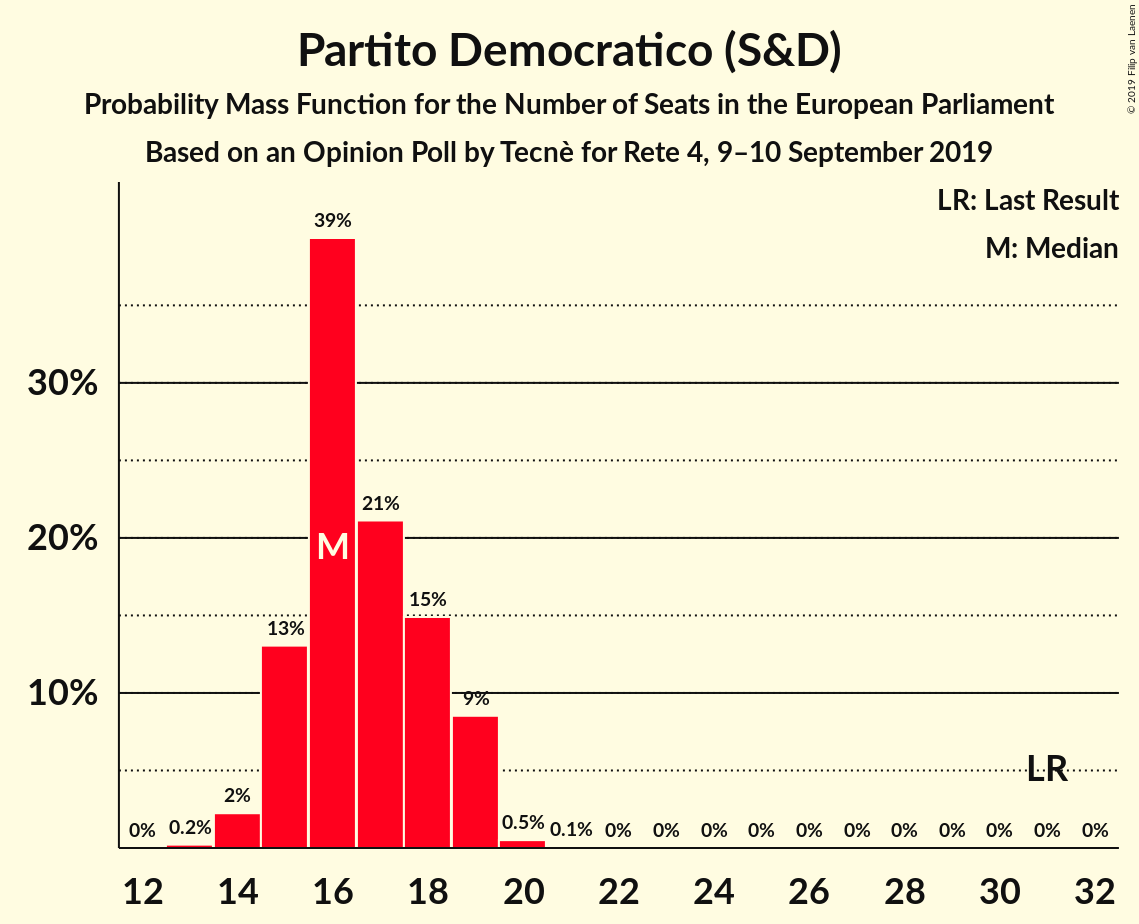 Partito Democratico (S&D)
Probability Mass Function for the Number of Seats in the European Parliament
Based on an Opinion Poll by Tecnè for Rete 4, 9–10 September 2019
© 2019 Filip van Laenen
LR: Last Result
M: Median
39%
30%
21%
20%
M
15%
13%
10%
9%
LR
2%
0% 0.2% 0.5% 0.1% 0% 0% 0% 0% 0% 0% 0% 0% 0% 0% 0%
12 14 16 18 20 22 24 26 28 30 32